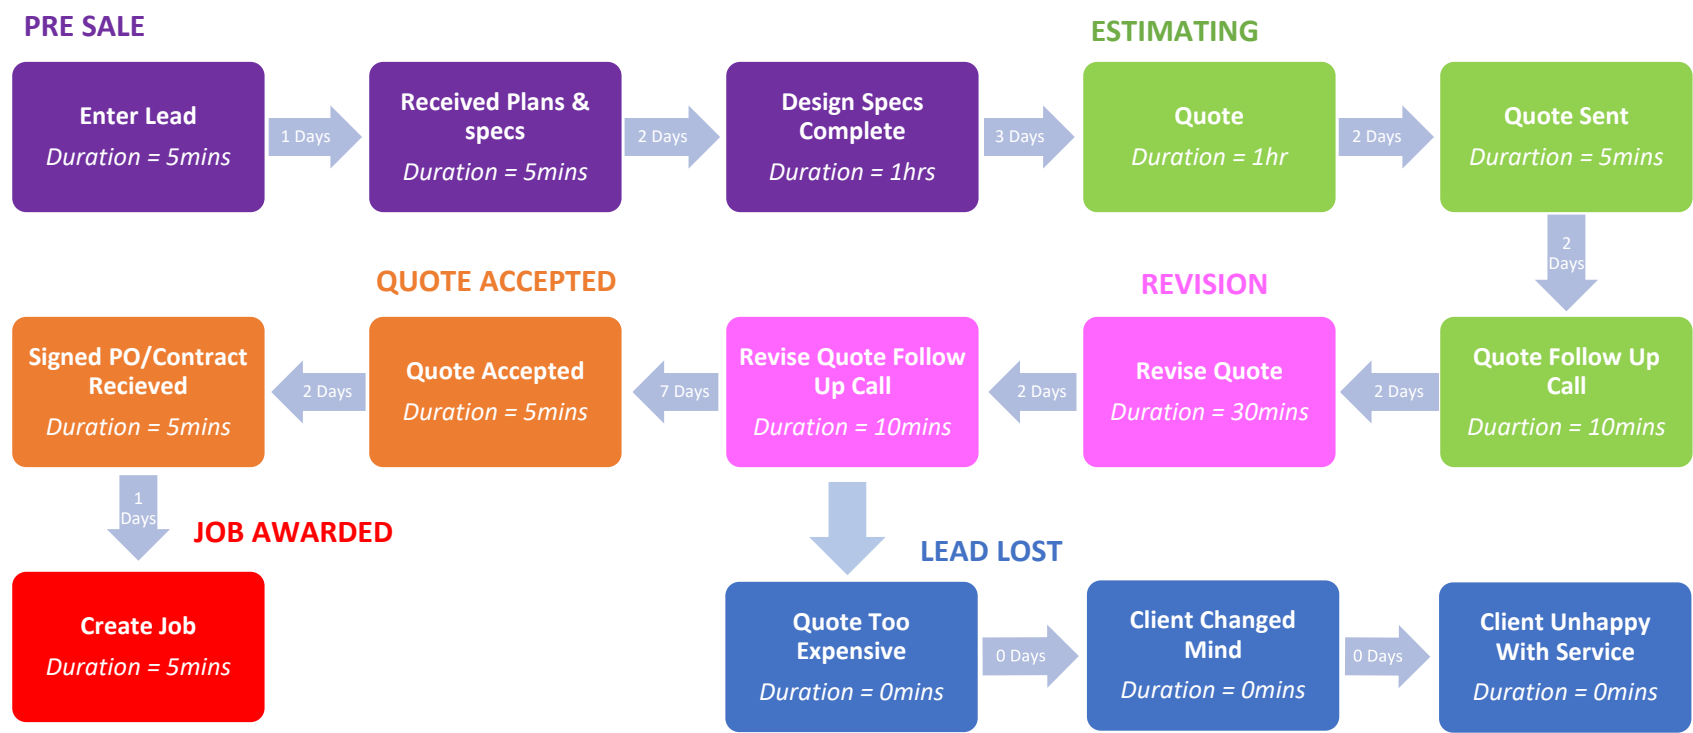 PRE SALE
ESTIMATING
Enter Lead
Duration = 5mins
1 Days
Received Plans &
specs
Duration = 5mins
2 Days
Design Specs
Complete
Duration = 1hrs
3 Days
Quote
Duration = 1hr
2 Days
Quote Sent
Durartion = 5mins
2
Days
QUOTE ACCEPTED
REVISION
Signed PO/Contract
Recieved
Duration = 5mins
2 Days
Quote Accepted
Duration = 5mins
7 Days
Revise Quote Follow
Up Call
Duration = 10mins
2 Days
Revise Quote
Duration = 30mins
2 Days
Quote Follow Up
Call
Duartion = 10mins
1
Days
JOB AWARDED
LEAD LOST
Create Job
Duration = 5mins
Quote Too
Expensive
Duration = 0mins
0 Days
Client Changed
Mind
Duration = 0mins
0 Days
Client Unhappy
With Service
Duration = 0mins